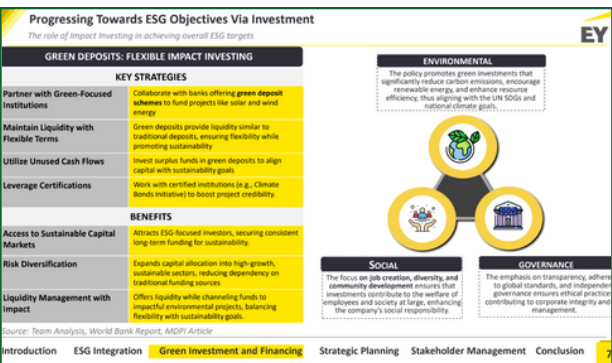 Progressing Towards ESG Objectives Via Investment
The role of Impact Investing in achieving overall ESG targets
EY
GREEN DEPOSITS: FLEXIBLE IMPACT INVESTING
KEY STRATEGIES
Partner with Green-Focused
Institutions
Collaborate with banks offering green deposit
schemes to fund projects like solar and wind
energy
Maintain Liquidity with
Flexible Terms
Green deposits provide liquidity similar to
traditional deposits, ensuring flexibility while
promoting sustainability
Utilize Unused Cash Flows
Invest surplus funds in green deposits to align
capital with sustainability goals
Leverage Certifications
Work with certified institutions (e.g., Climate
Bonds Initiative) to boost project credibility.
BENEFITS
Access to Sustainable Capital
Markets
Attracts ESG-focused investors, securing consistent
long-term funding for sustainability.
Risk Diversification
Expands capital allocation into high-growth,
sustainable sectors, reducing dependency on
traditional funding sources
Liquidity Management with
Impact
Offers liquidity while channeling funds to
impactful environmental projects, balancing
flexibility with sustainability goals.
ENVIRONMENTAL
The policy promotes green investments that
significantly reduce carbon emissions, encourage
renewable energy, and enhance resource
efficiency, thus aligning with the UN SDGs and
national climate goals.
SOCIAL
The focus on job creation, diversity, and
community development ensures that
investments contribute to the welfare of
employees and society at large, enhancing
the company's social responsibility.
GOVERNANCE
The emphasis on transparency, adhere
to global standards, and independen
governance ensures ethical practice
contributing to corporate integrity and
management.
Source: Team Analysis, World Bank Report, MDPI Article
Introduction ESG Integration Green Investment and Financing Strategic Planning Stakeholder Management Conclusion 7